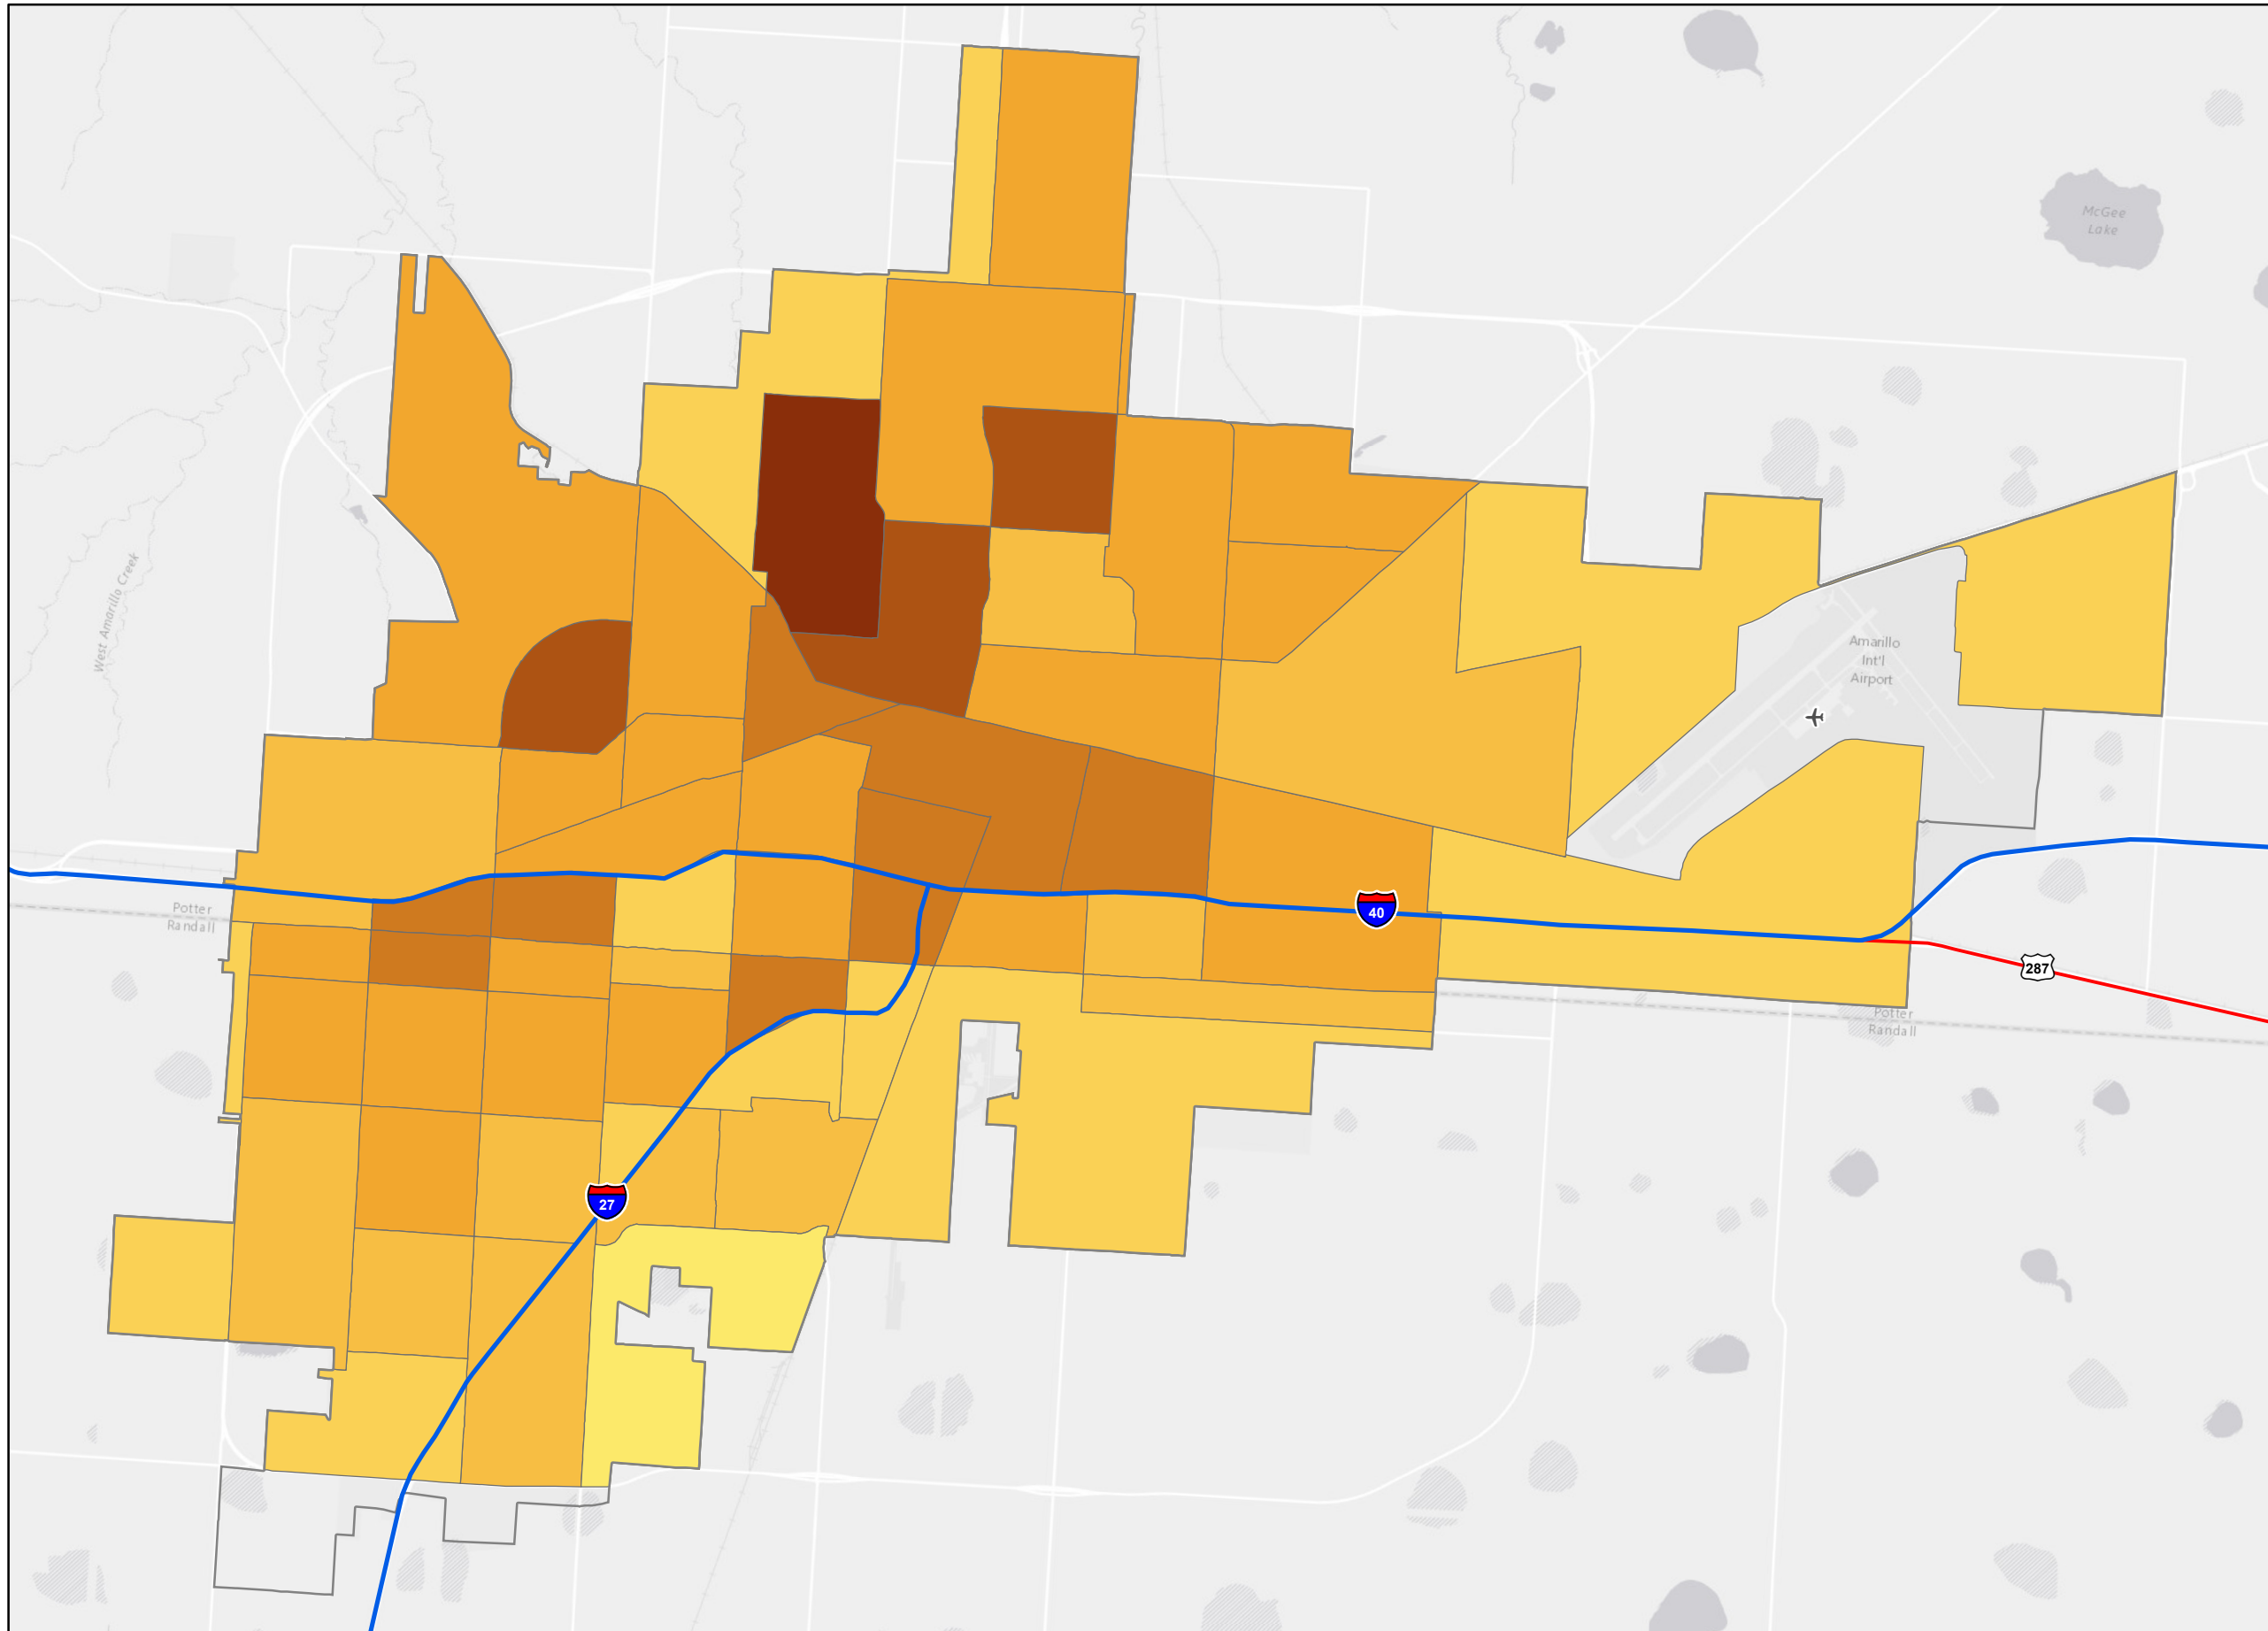 McGee
Lake
West Amarillo Creek
Amarillo
Int'l
Airport
Potter
Randall
40
287
Potter
Randall
27